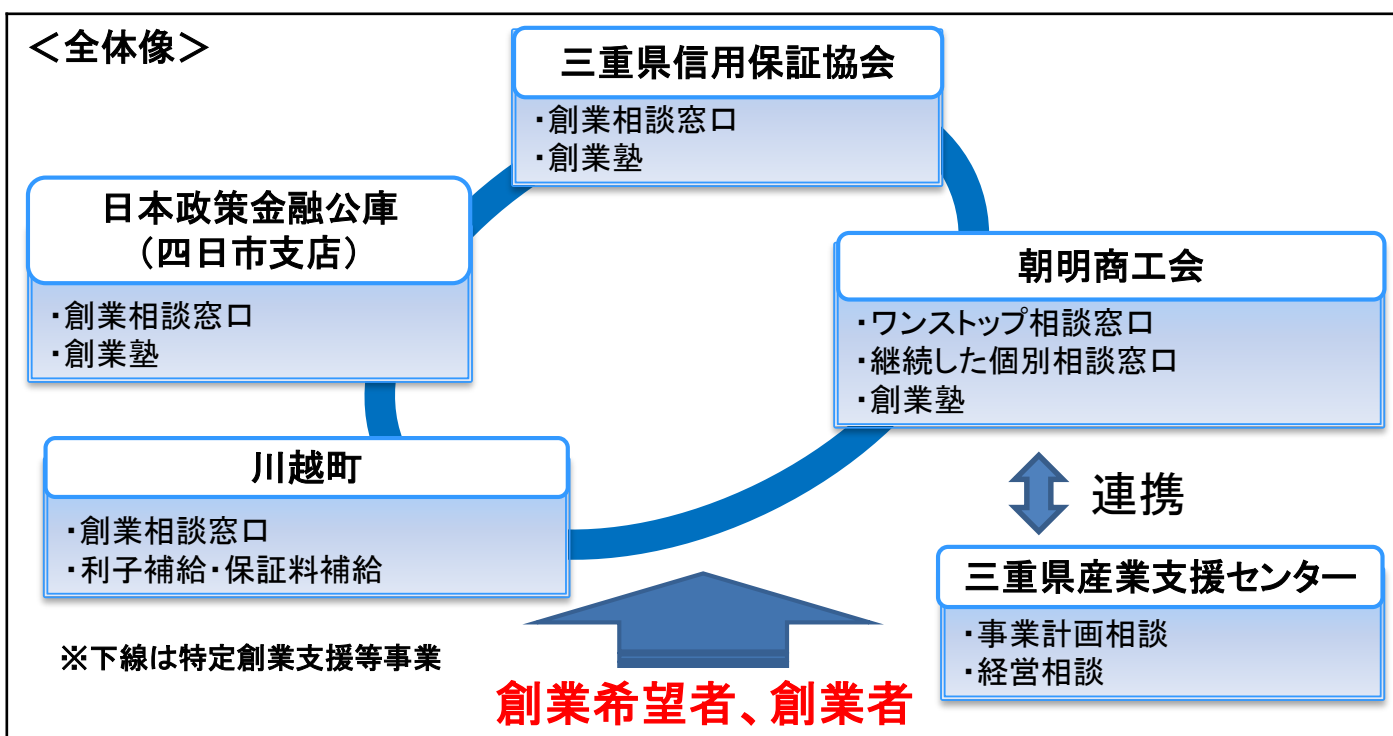 ＜全体像＞
三重県信用保証協会
・創業相談窓口
・創業塾
日本政策金融公庫
（四日市支店）
・創業相談窓口
・創業塾
朝明商工会
・ワンストップ相談窓口
・継続した個別相談窓口
・創業塾
川越町
・創業相談窓口
・利子補給・保証料補給
連携
三重県産業支援センター
・事業計画相談
・経営相談
※下線は特定創業支援等事業
創業希望者、創業者